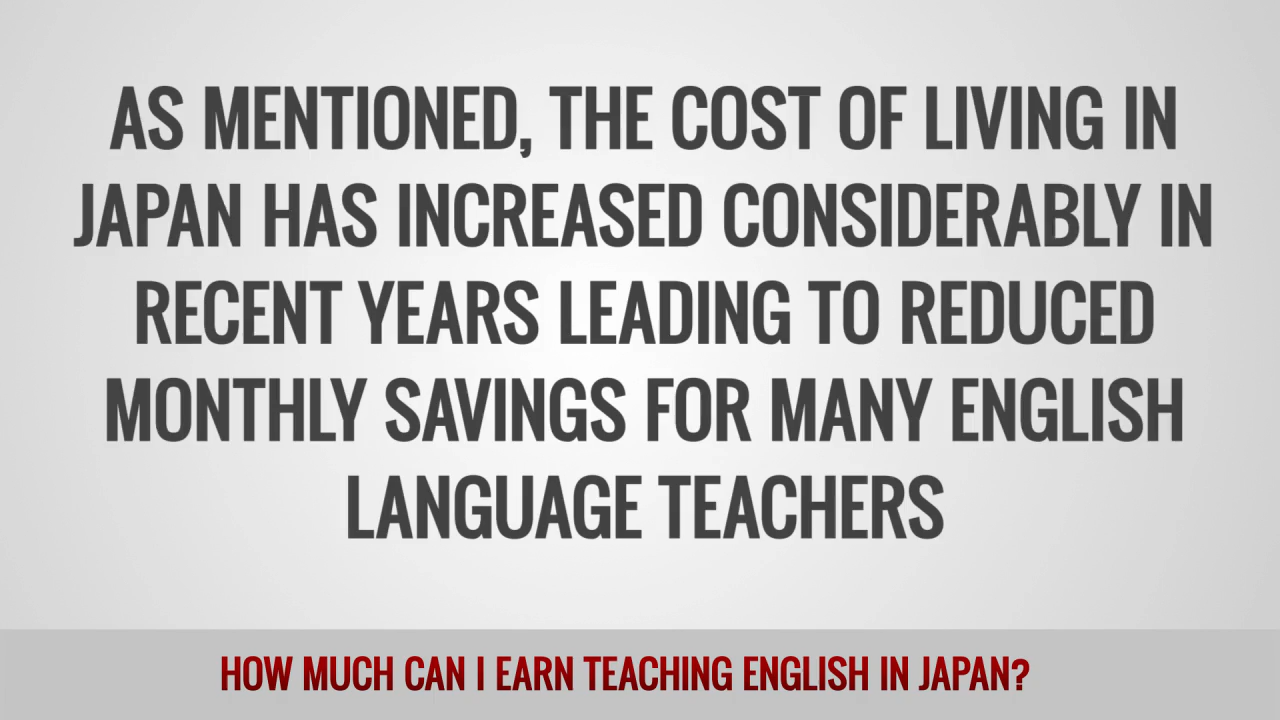 AS MENTIONED, THE COST OF LIVING IN
JAPAN HAS INCREASED CONSIDERABLY IN
RECENT YEARS LEADING TO REDUCED
MONTHLY SAVINGS FOR MANY ENGLISH
LANGUAGE TEACHERS
HOW MUCH CAN I EARN TEACHING ENGLISH IN JAPAN?